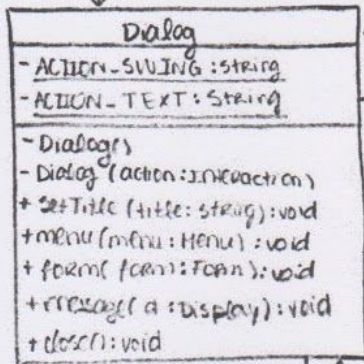 Dialog
- ACTION_SWING : String
- ACTION_TEXT : String
- Dialog()
- Dialog (action : Interaction)
+ setTitle (title : string) : void
+ menu (menu : Menu) : void
+ form( form) : Form) : void
+ message( d : Display) : void
+ close() : void